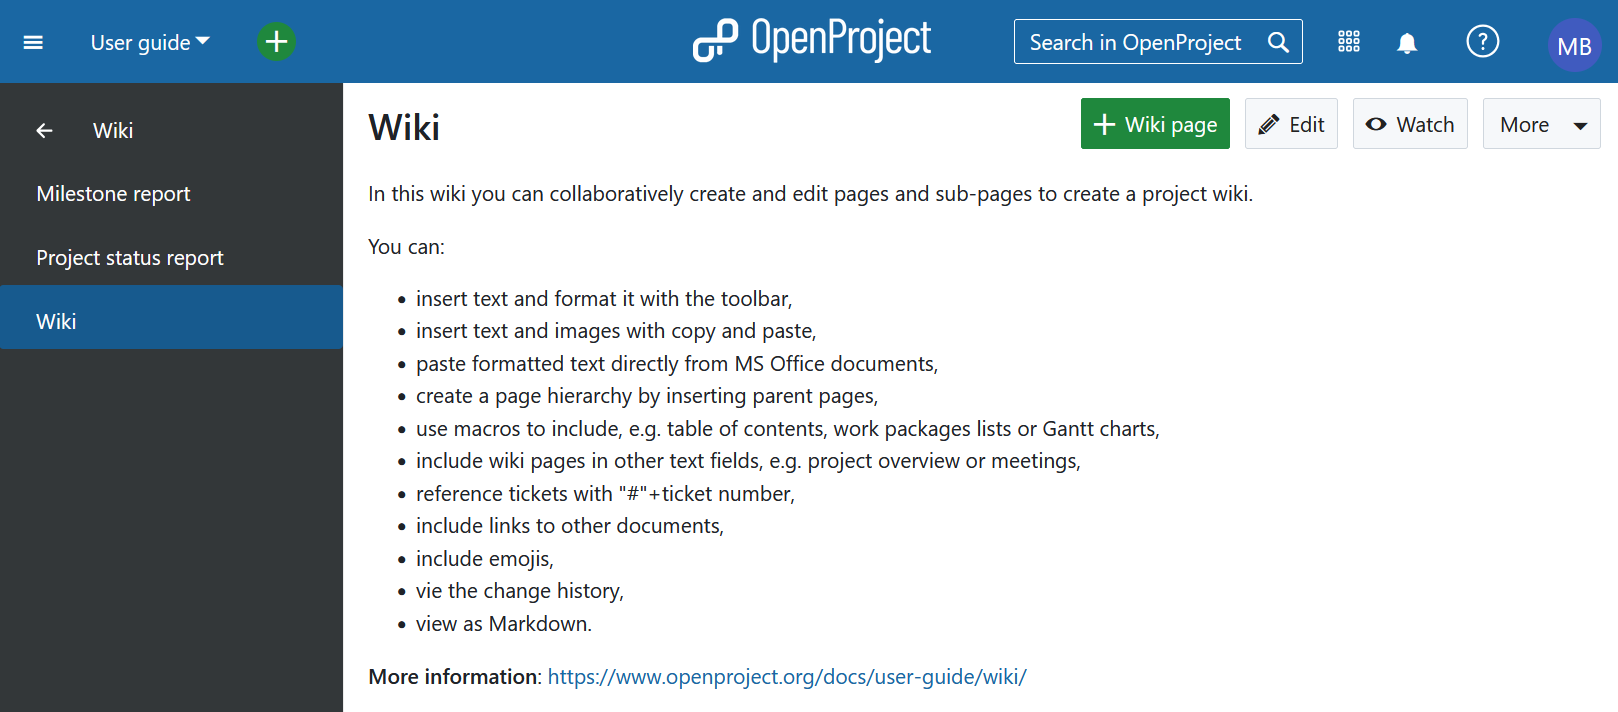 User guide
OpenProject
Search in OpenProject
?
MB
Wiki
Milestone report
Project status report
Wiki
Wiki
Wiki page
Edit
Watch
More
In this wiki you can collaboratively create and edit pages and sub-pages to create a project wiki.
You can:
• insert text and format it with the toolbar,
• insert text and images with copy and paste,
• paste formatted text directly from MS Office documents,
• create a page hierarchy by inserting parent pages,
• use macros to include, e.g. table of contents, work packages lists or Gantt charts,
• include wiki pages in other text fields, e.g. project overview or meetings,
• reference tickets with "#"+ticket number,
• include links to other documents,
• include emojis,
• vie the change history,
• view as Markdown.
More information: https://www.openproject.org/docs/user-guide/wiki/